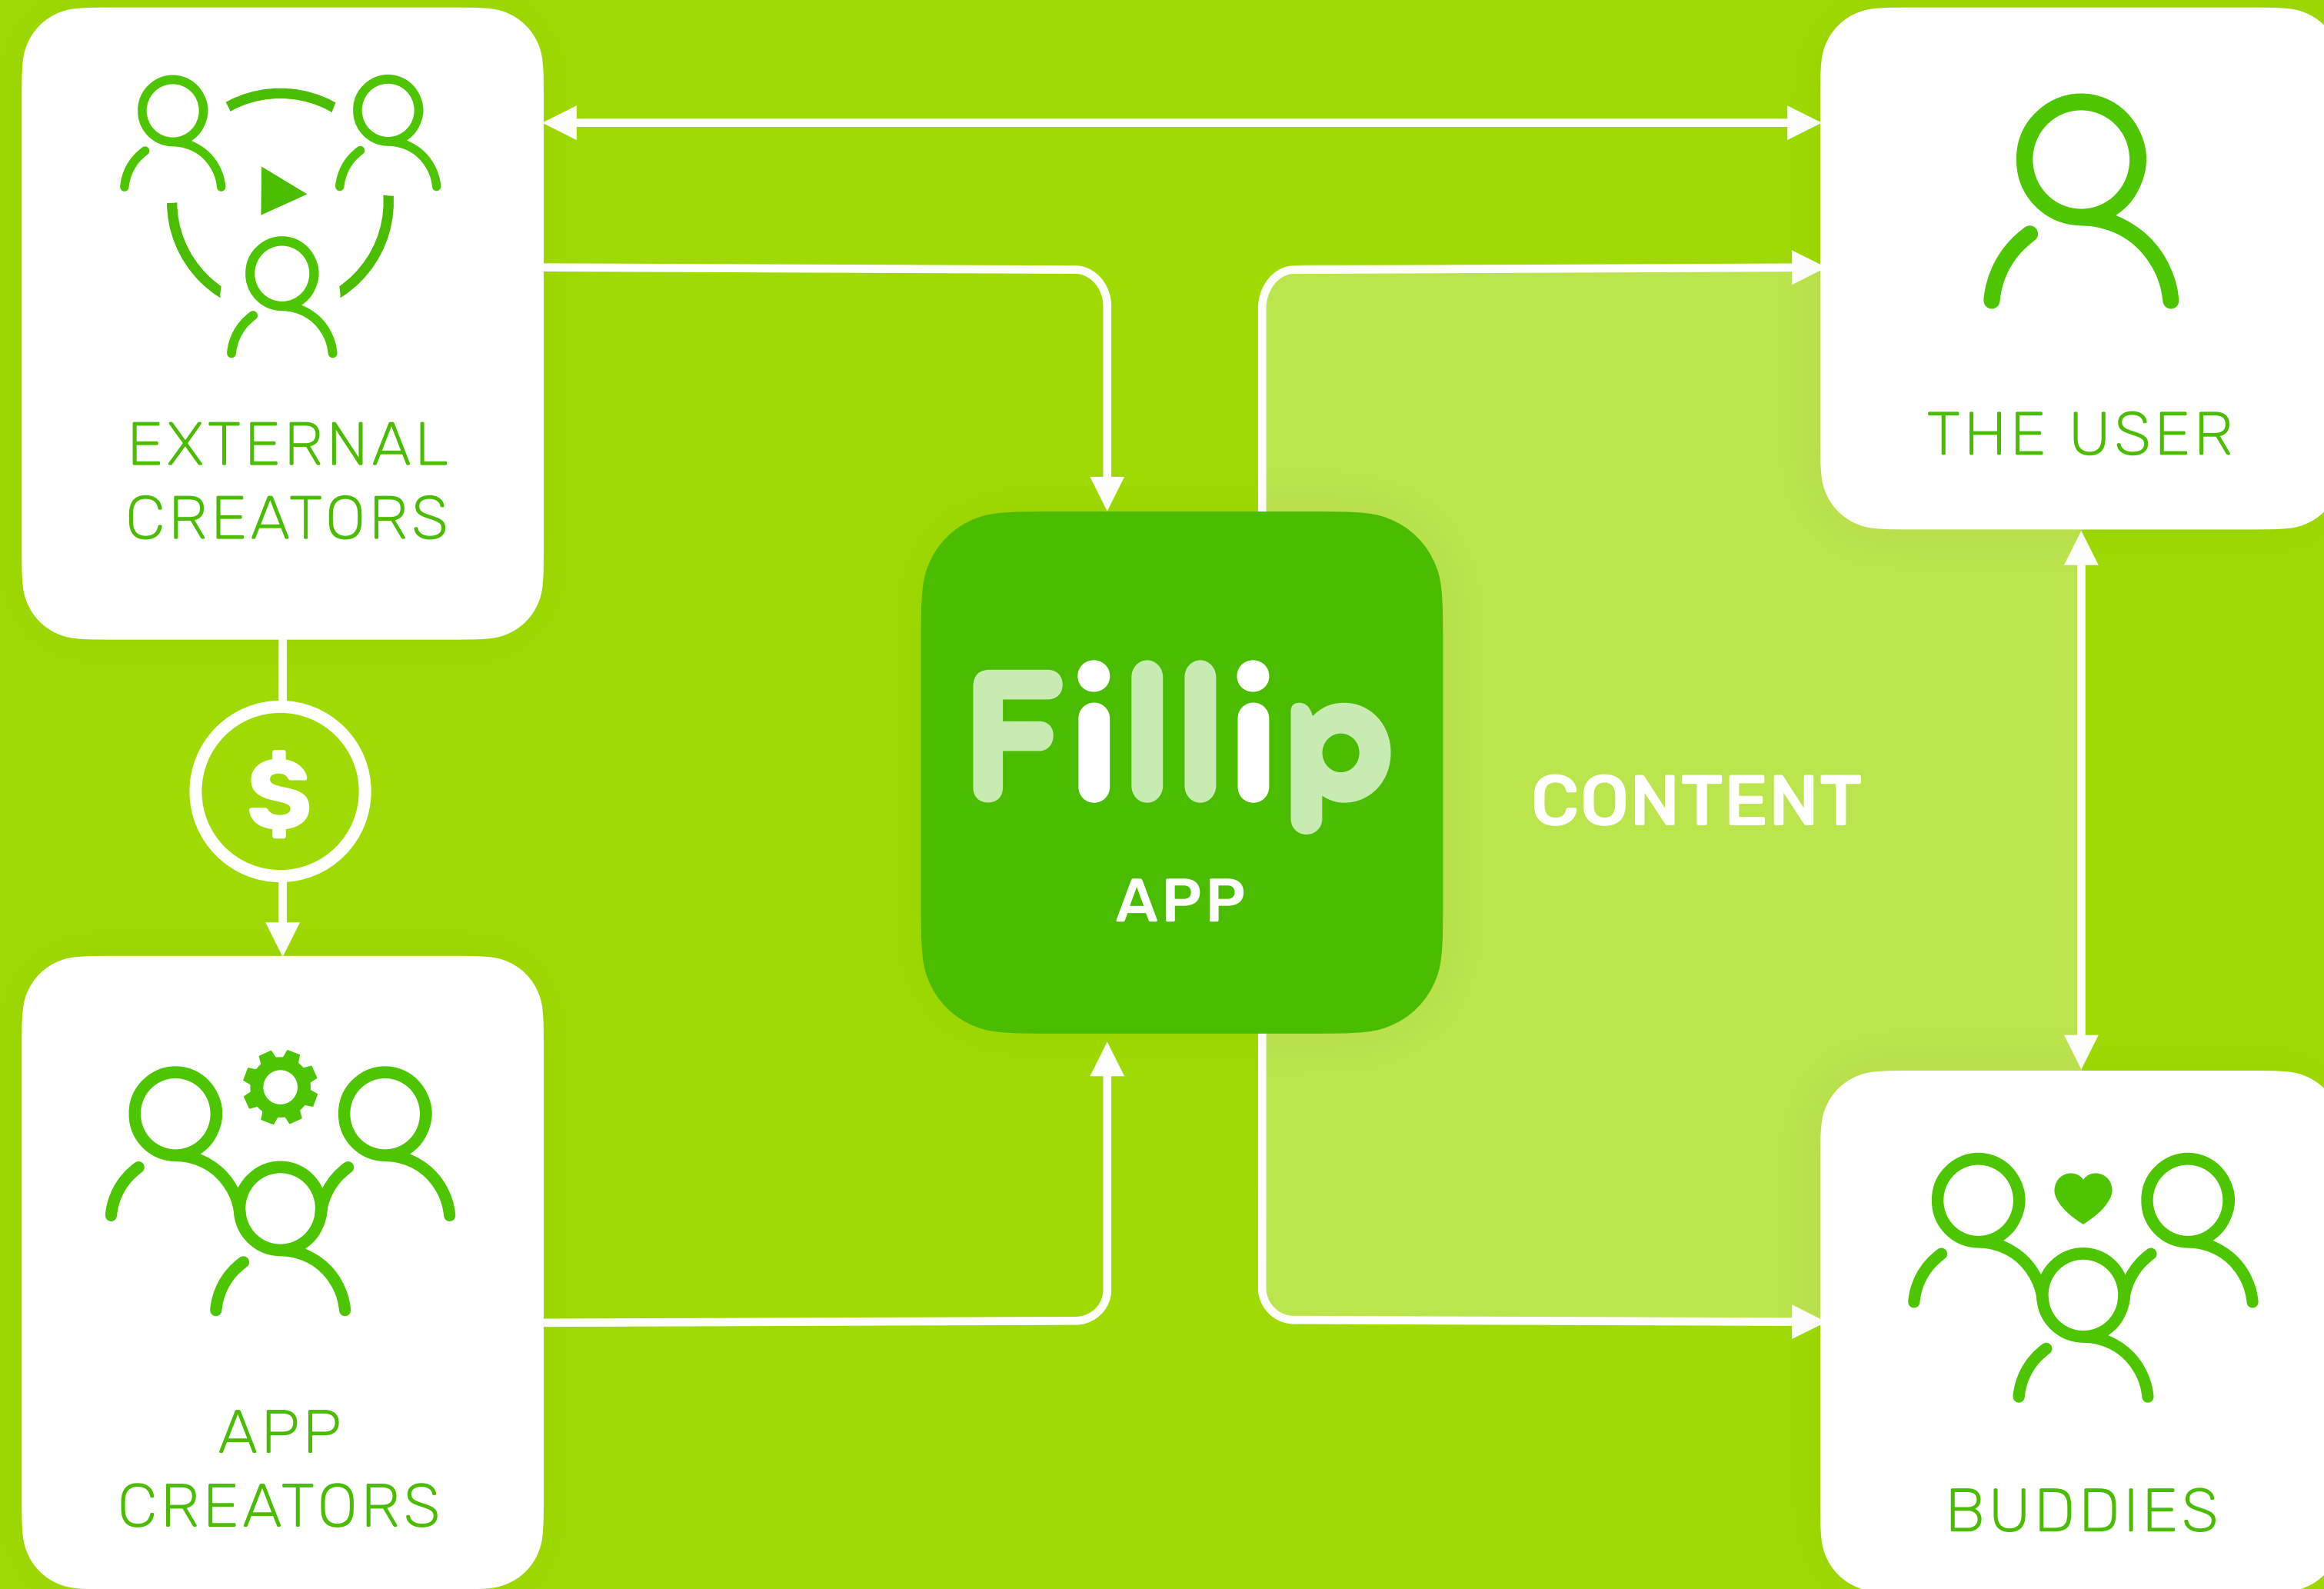 EXTERNAL
CREATORS
THE USER
$
Fillip
APP
CONTENT
APP
CREATORS
BUDDIES